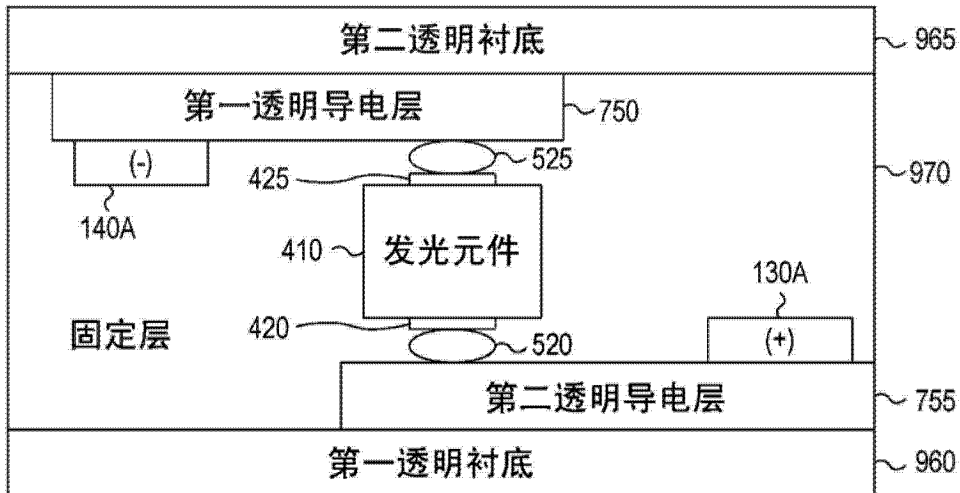 第二透明衬底
965
第一透明导电层
750
(-)
525
425
970
140A
410
发光元件
130A
420
固定层
520
(+)
第二透明导电层
755
第一透明衬底
960